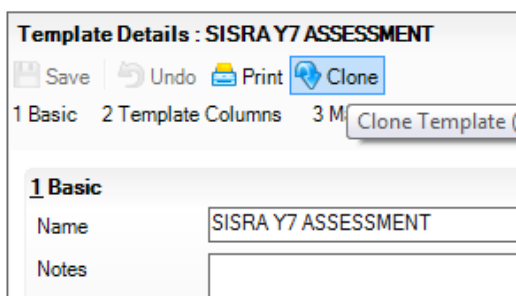 Template Details : SISRA Y7 ASSESSMENT
Save Undo Print Clone
1 Basic 2 Template Columns 3 M
Clone Template (
1 Basic
Name SISRA Y7 ASSESSMENT
Notes